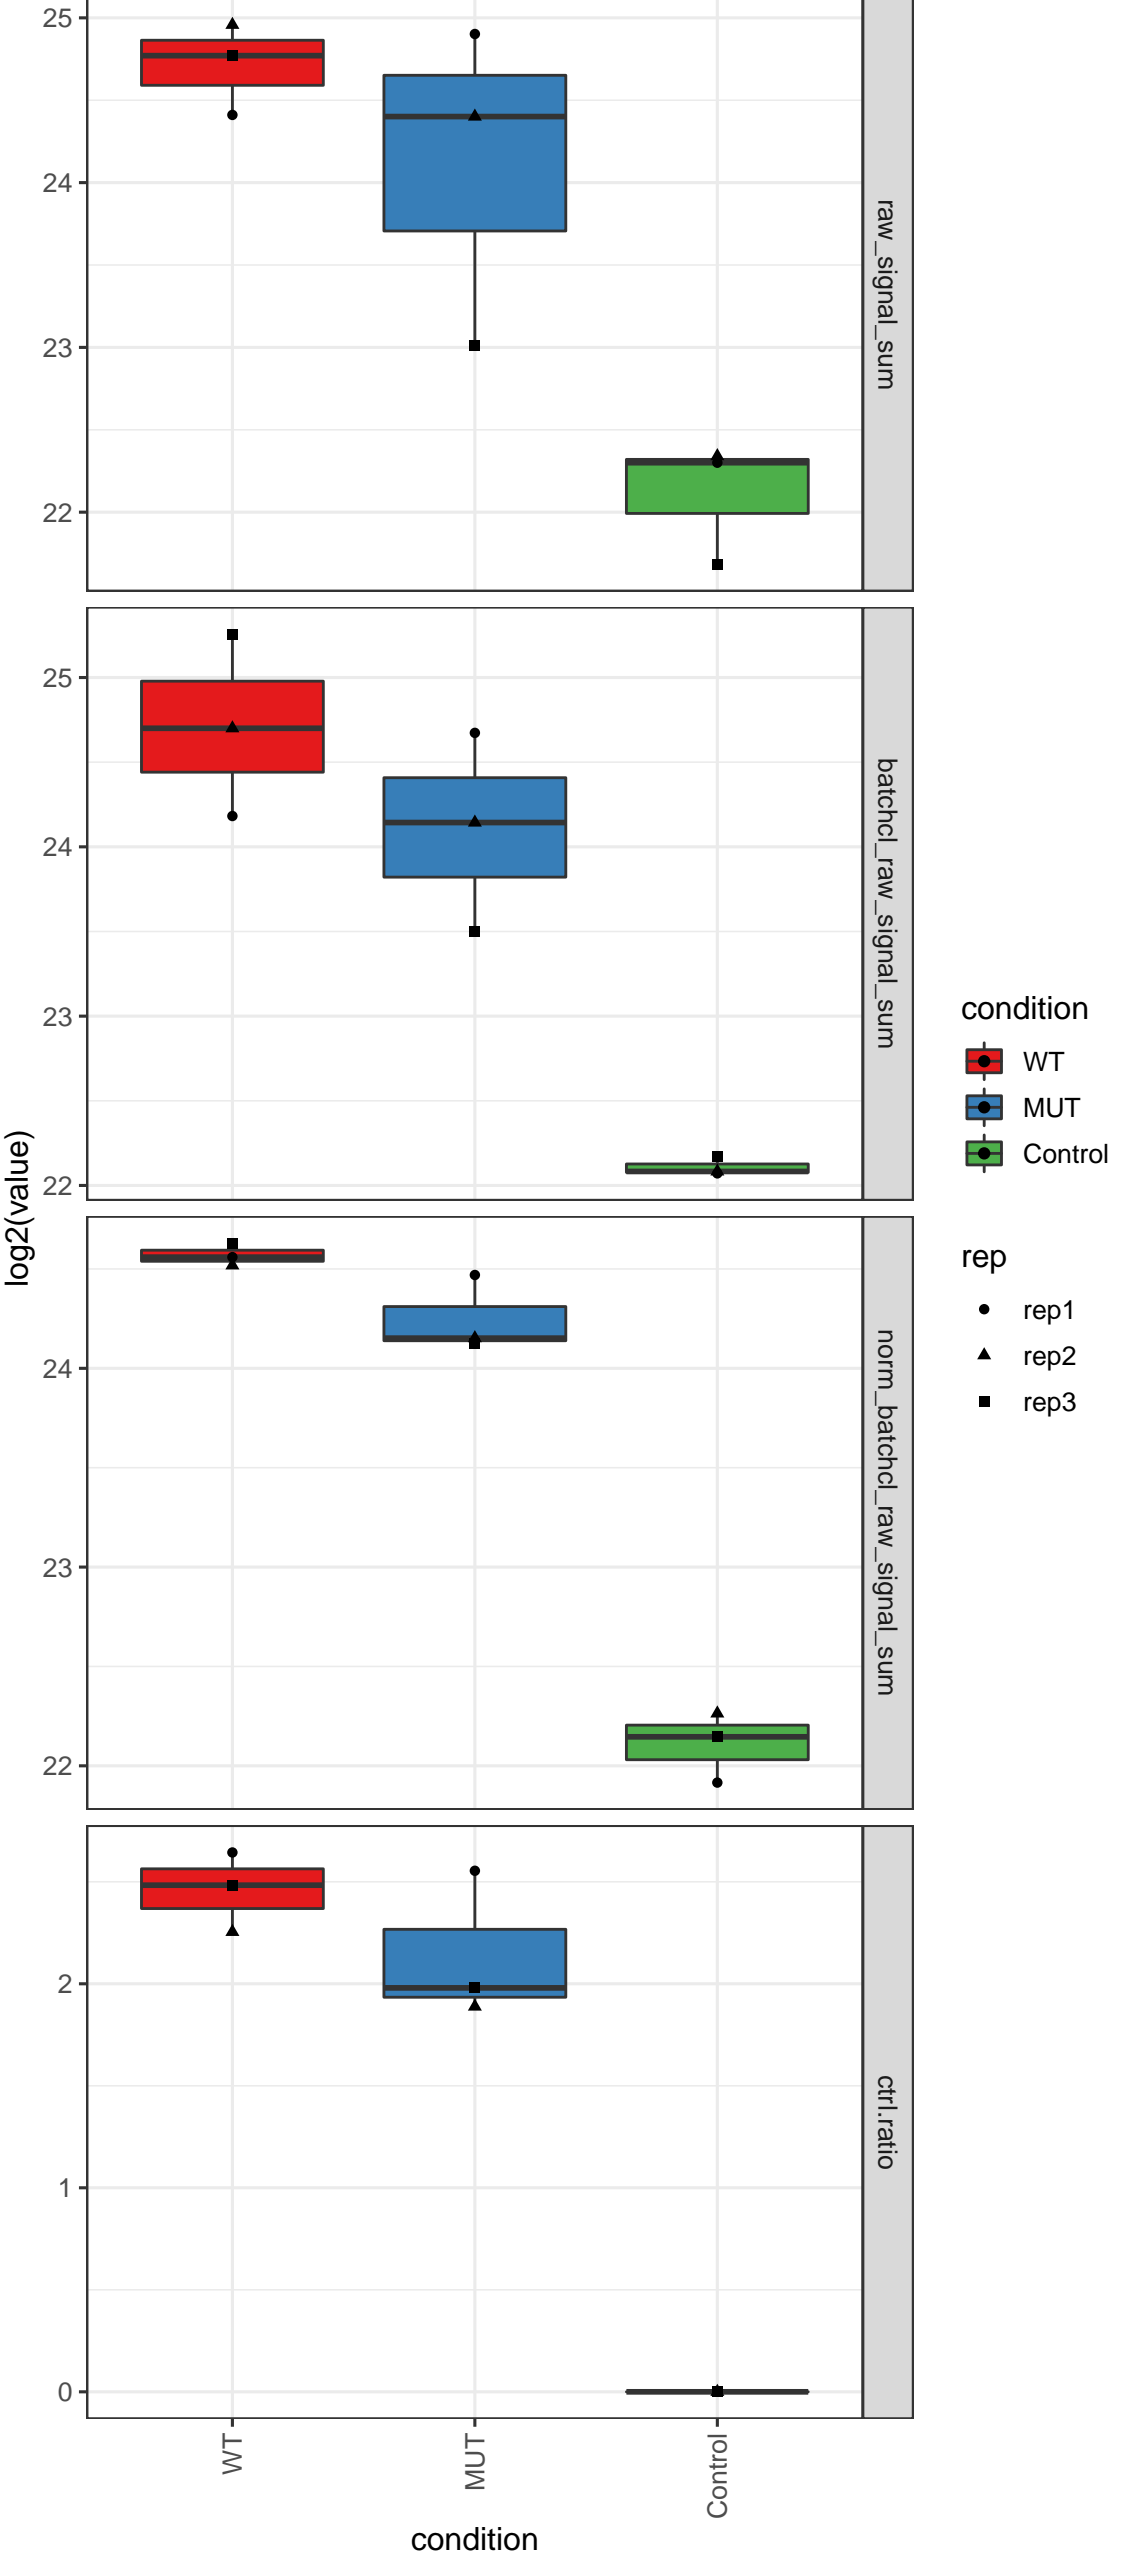 25
24
23
22
raw_signal_sum
25
24
23
22
batchcl_raw_signal_sum
24
23
22
norm_batchcl_raw_signal_sum
2
1
0
ctrl.ratio
log2(value)
WT
MUT
Control
condition
condition
WT
MUT
Control
rep
rep1
rep2
rep3